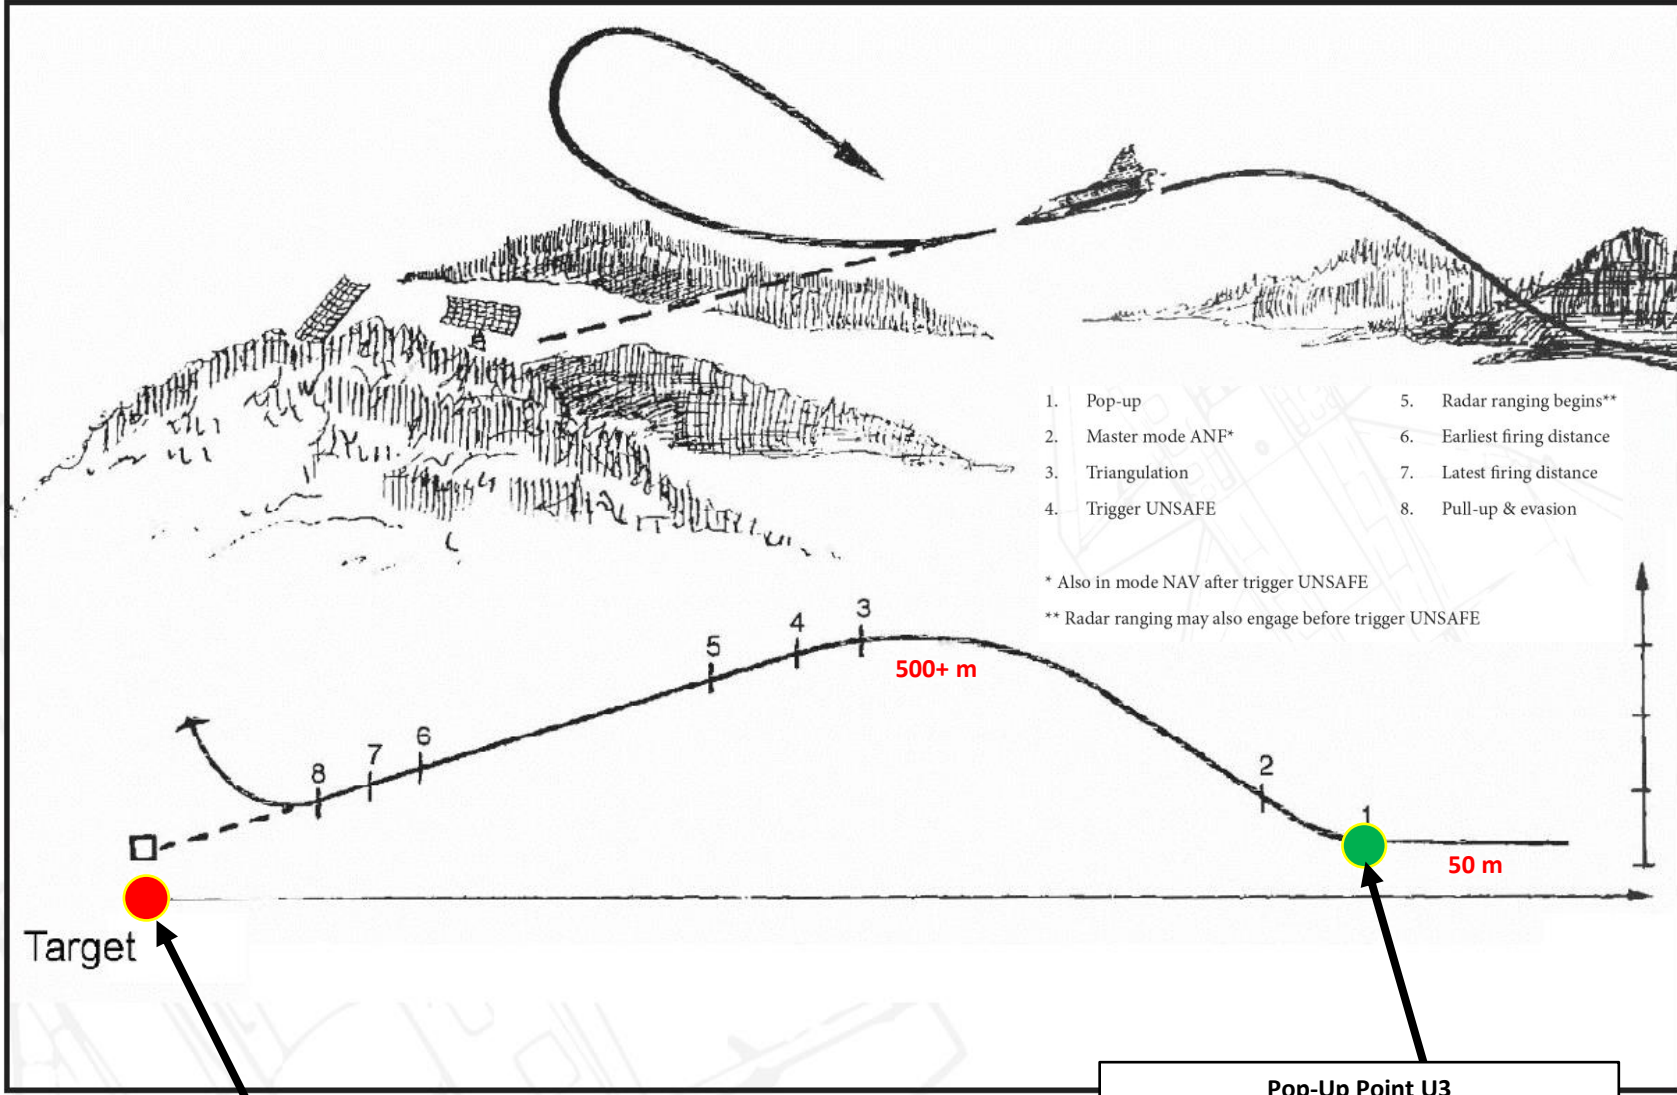 1. Pop-up
2. Master mode ANF*
3. Triangulation
4. Trigger UNSAFE
5. Radar ranging begins**
6. Earliest firing distance
7. Latest firing distance
8. Pull-up & evasion
* Also in mode NAV after trigger UNSAFE
** Radar ranging may also engage before trigger UNSAFE
3
4
5
500+ m
6
7
8
2
1
50 m
Target
Pop-Up Point U3